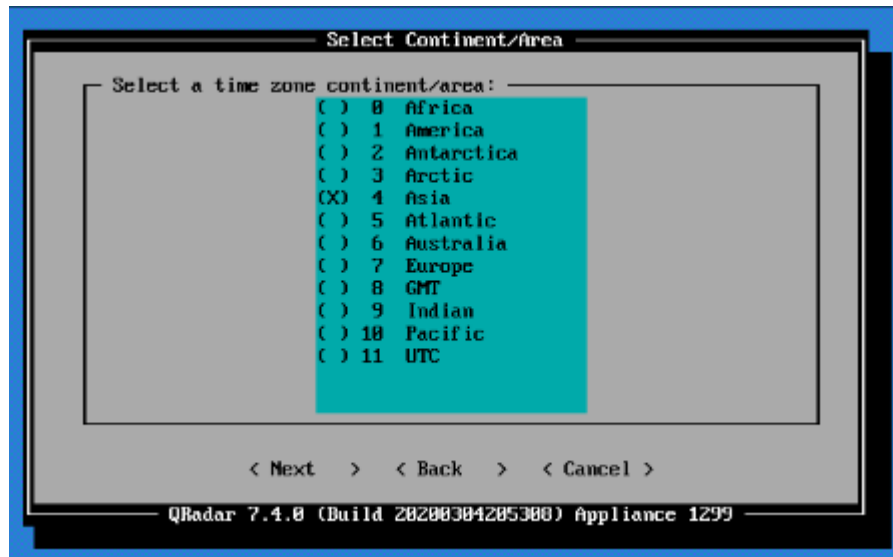 Select Continent/Area
Select a time zone continent/area:
( ) 0 Africa
( ) 1 America
( ) 2 Antarctica
( ) 3 Arctic
(X) 4 Asia
( ) 5 Atlantic
( ) 6 Australia
( ) 7 Europe
( ) 8 GMT
( ) 9 Indian
( ) 10 Pacific
( ) 11 UTC
< Next > < Back > < Cancel >
QRadar 7.4.0 (Build 20200304205308) Appliance 1299